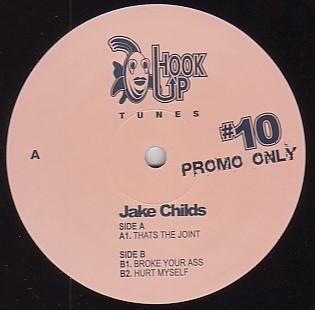 HOOK
UP
TUNES
#10
PROMO ONLY
A
Jake Childs
SIDE A
A1. THATS THE JOINT
SIDE B
B1. BROKE YOUR ASS
B2. HURT MYSELF